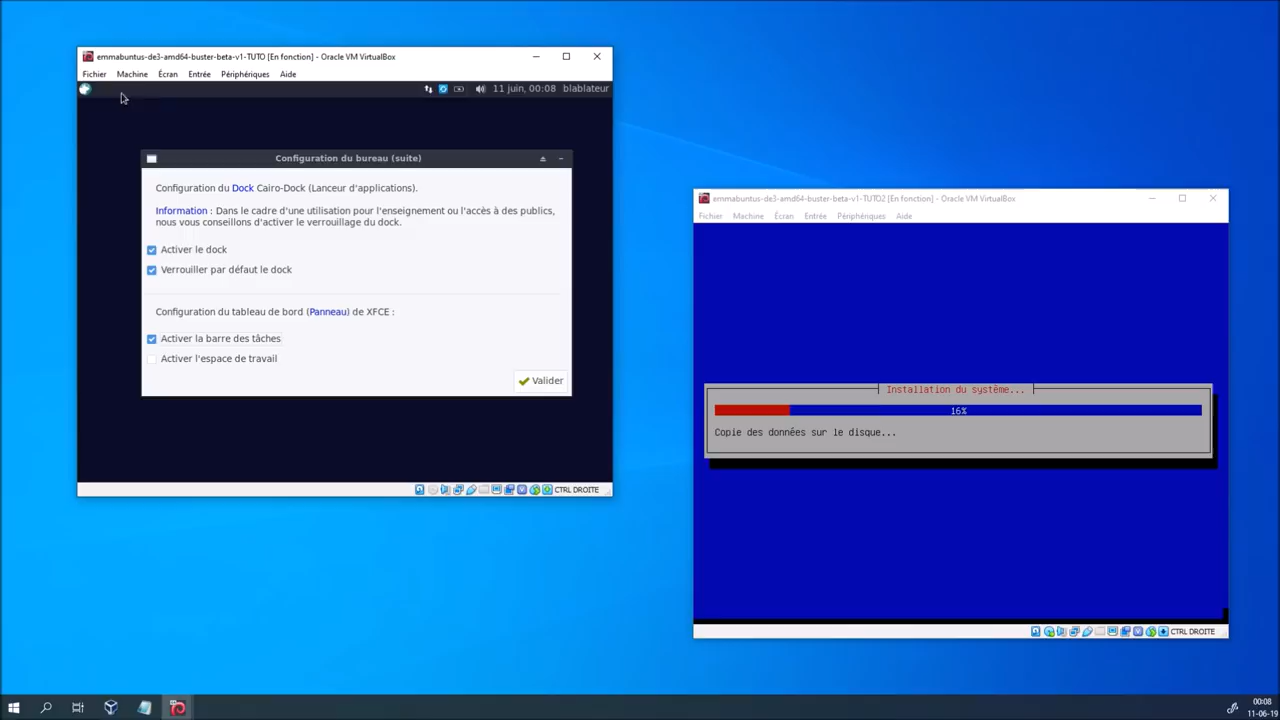 emmabuntus-de3-amd64-buster-beta-v1-TUTO [En fonction] - Oracle VM VirtualBox
Fichier Machine Écran Entrée Périphériques Aide
11 juin, 00:08 blablateur
Configuration du bureau (suite)
Configuration du Dock Cairo-Dock (Lanceur d'applications).
Information : Dans le cadre d'une utilisation pour l'enseignement ou l'accès à des publics,
nous vous conseillons d'activer le verrouillage du dock.
Activer le dock
Verrouiller par défaut le dock
Configuration du tableau de bord (Panneau) de XFCE :
Activer la barre des tâches
Activer l'espace de travail
Valider
CTRL DROITE
emmabuntus-de3-amd64-buster-beta-v1-TUTO2 [En fonction] - Oracle VM VirtualBox
Fichier Machine Écran Entrée Périphériques Aide
Installation du système...
16%
Copie des données sur le disque...
CTRL DROITE
00:08
11-06-19